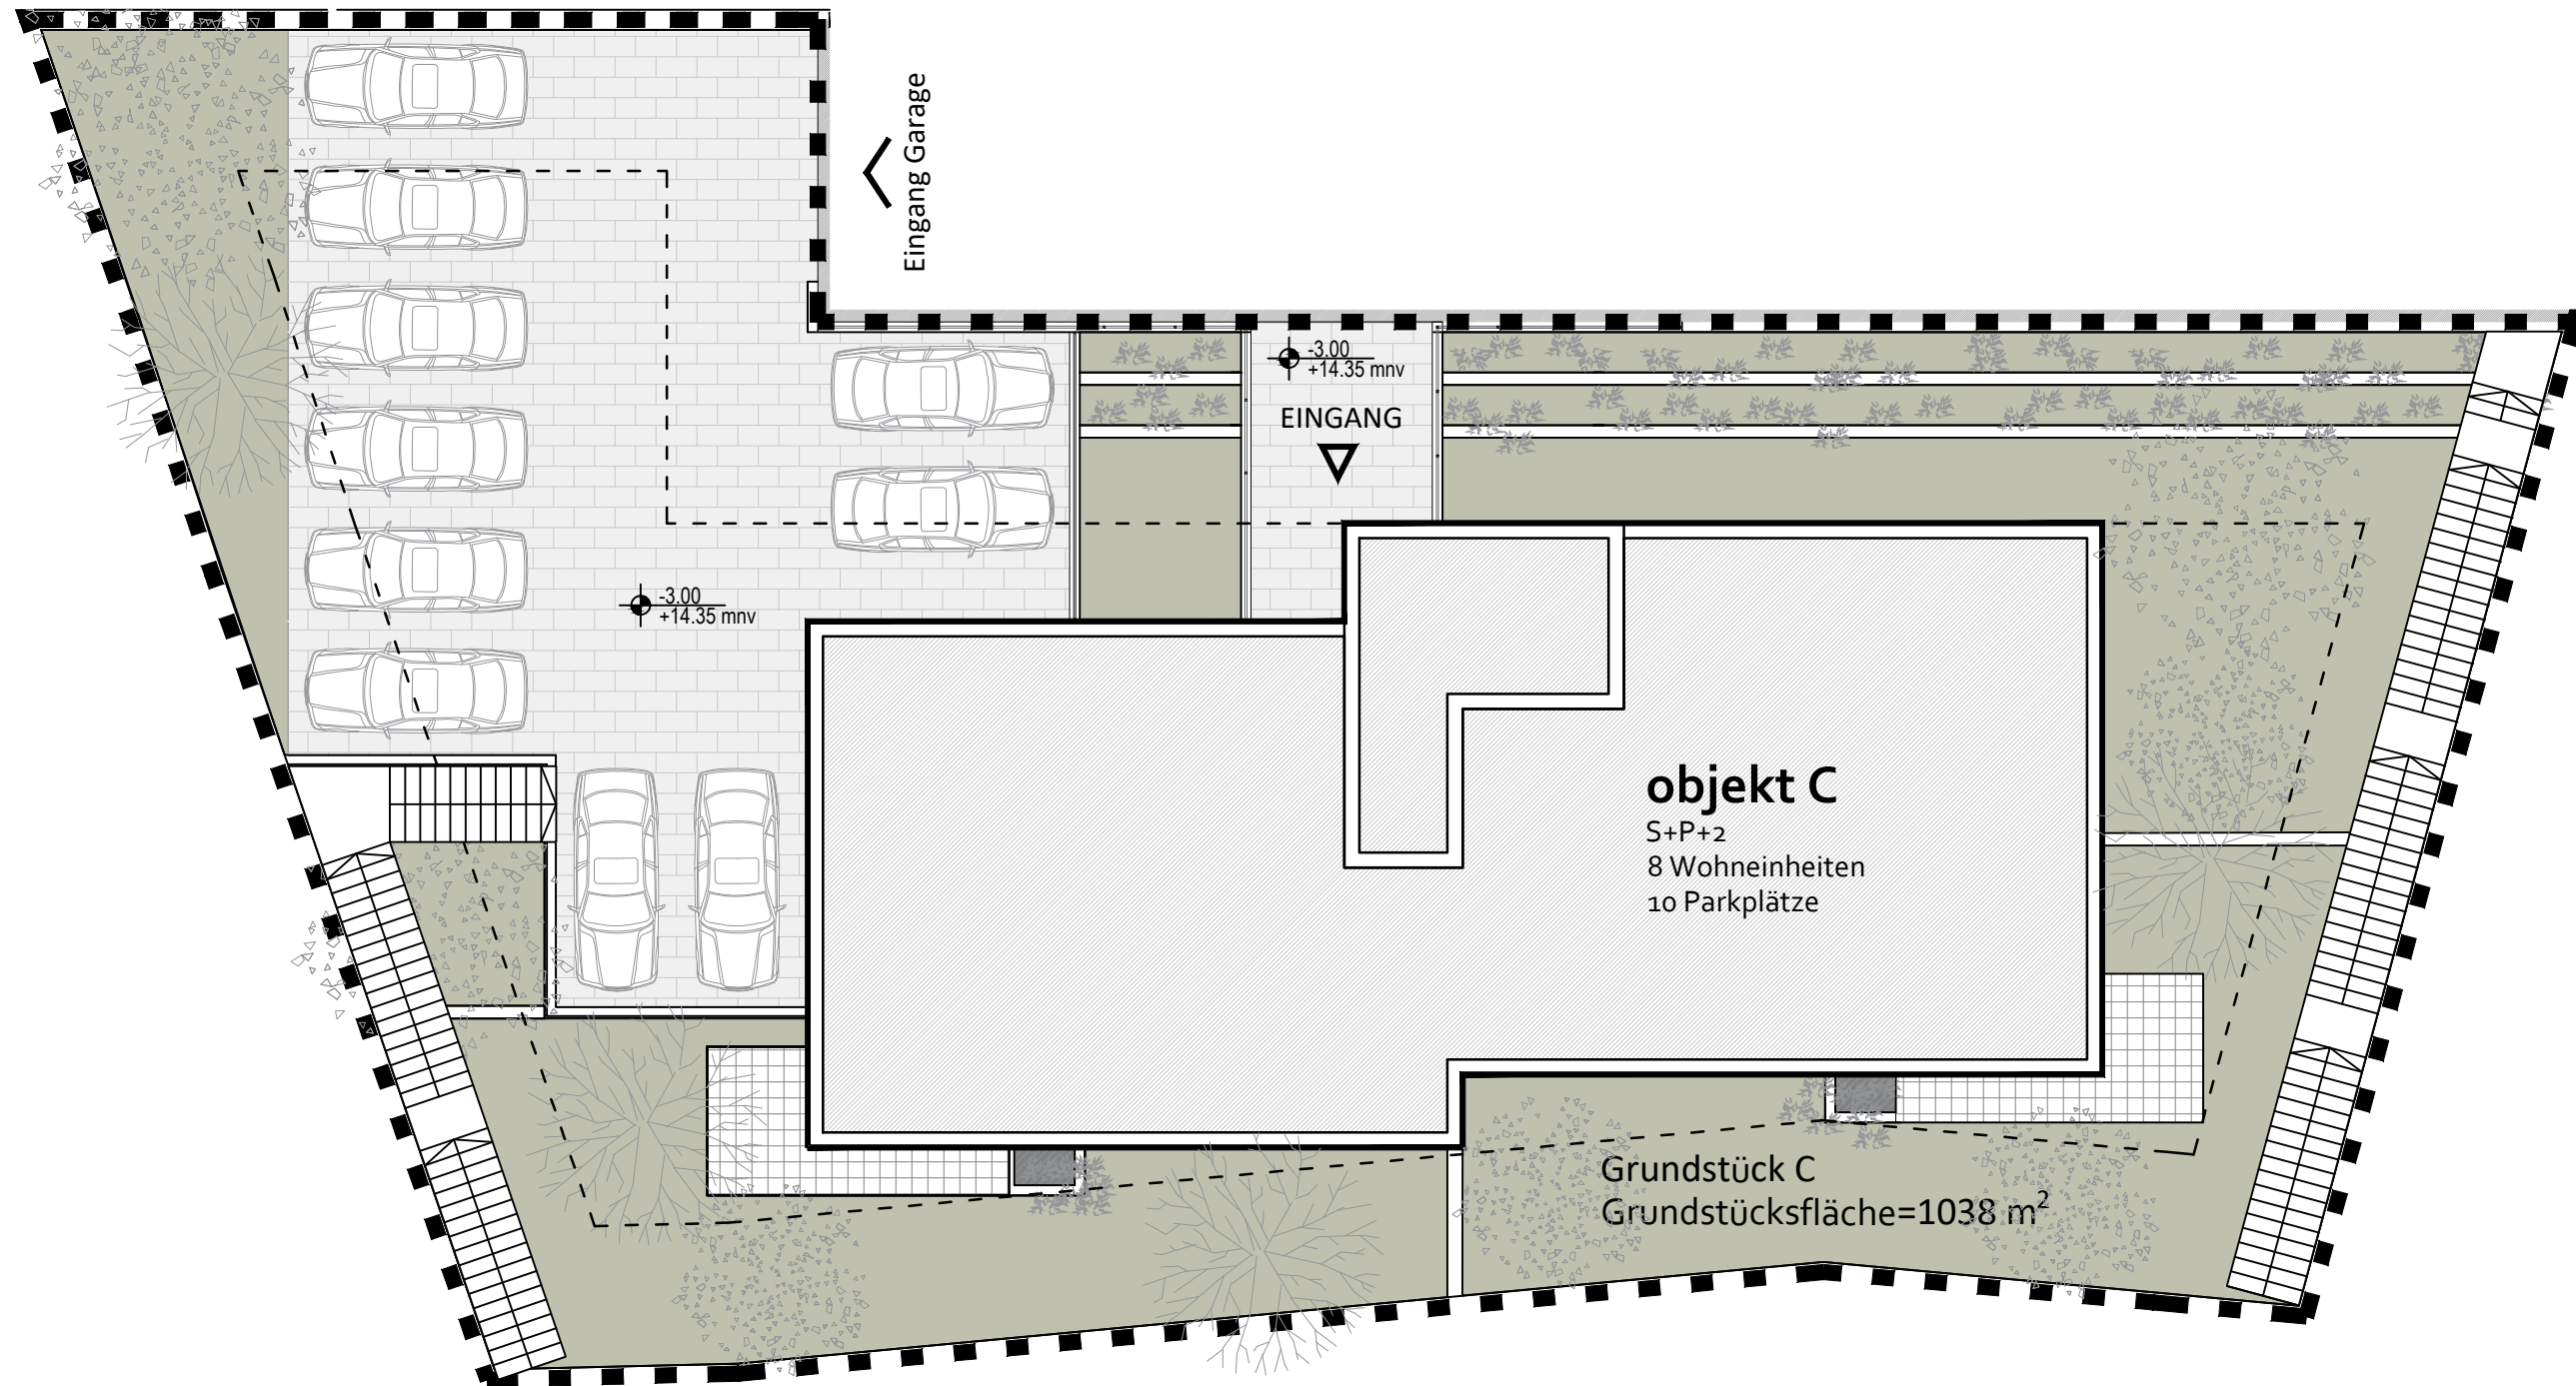 Eingang Garage
-3.00
+14.35 mnv
EINGANG
-3.00
+14.35 mnv
objekt C
S+P+2
8 Wohneinheiten
10 Parkplätze
Grundstück C
Grundstücksfläche=1038 m²